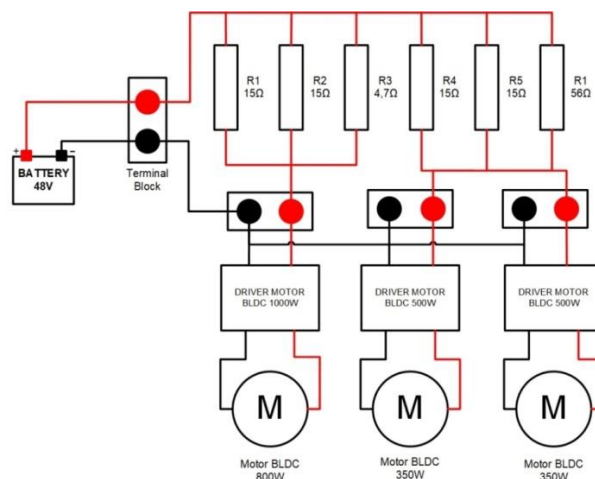 R1
15Ω
R2
15Ω
R3
4,7Ω
R4
15Ω
R5
15Ω
R1
56Ω
+
−
BATTERY
48V
Terminal
Block
DRIVER MOTOR
BLDC 1000W
DRIVER MOTOR
BLDC 500W
DRIVER MOTOR
BLDC 500W
M
M
M
Motor BLDC
800W
Motor BLDC
350W
Motor BLDC
350W